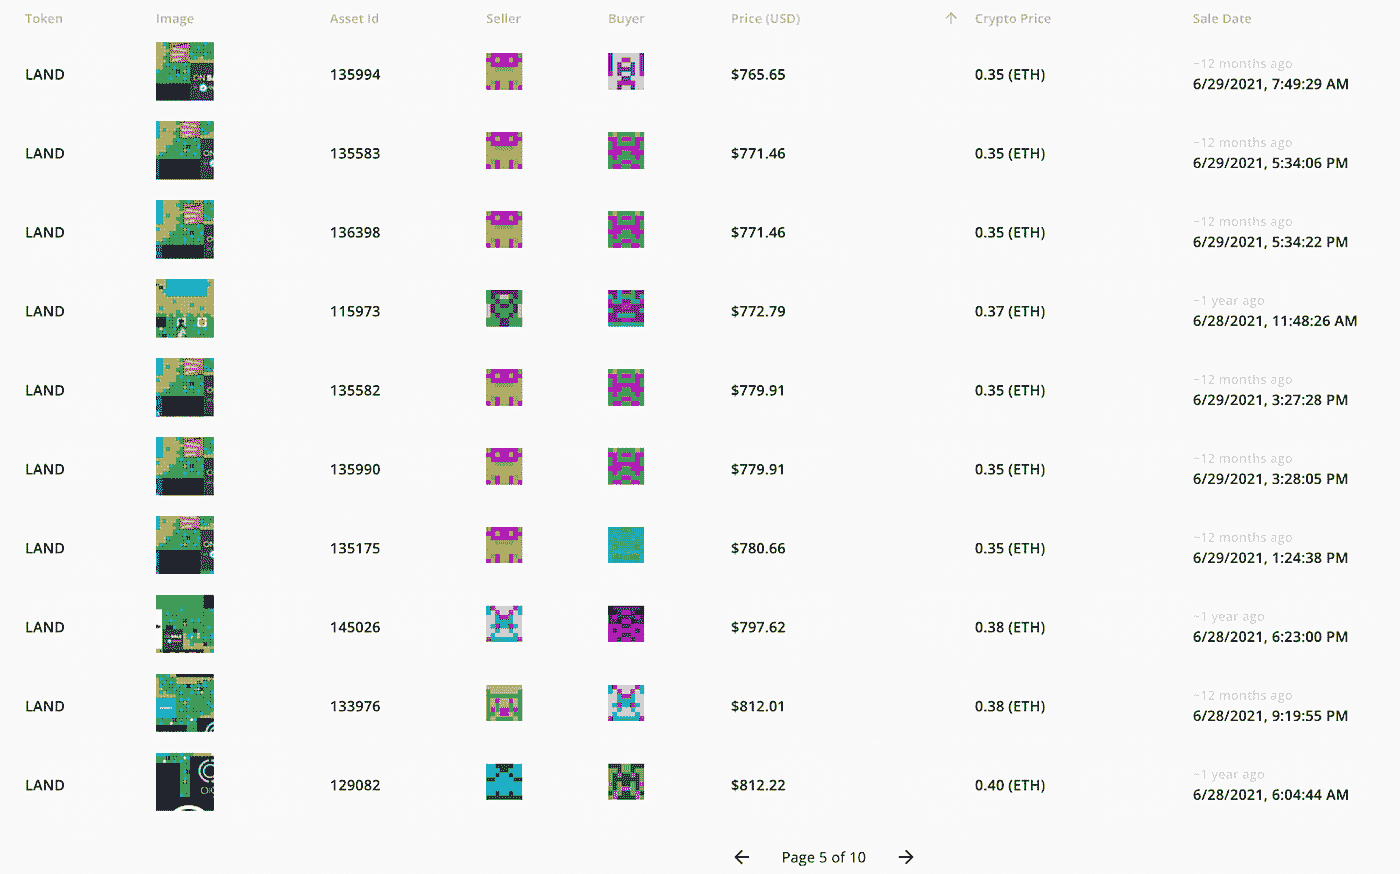 Token Image Asset Id Seller Buyer Price (USD) ↑ Crypto Price Sale Date
~12 months ago
LAND 135994 $765.65 0.35 (ETH) 6/29/2021, 7:49:29 AM
~12 months ago
LAND 135583 $771.46 0.35 (ETH) 6/29/2021, 5:34:06 PM
~12 months ago
LAND 136398 $771.46 0.35 (ETH) 6/29/2021, 5:34:22 PM
~1 year ago
LAND 115973 $772.79 0.37 (ETH) 6/28/2021, 11:48:26 AM
~12 months ago
LAND 135582 $779.91 0.35 (ETH) 6/29/2021, 3:27:28 PM
~12 months ago
LAND 135990 $779.91 0.35 (ETH) 6/29/2021, 3:28:05 PM
~12 months ago
LAND 135175 $780.66 0.35 (ETH) 6/29/2021, 1:24:38 PM
~1 year ago
LAND 145026 $797.62 0.38 (ETH) 6/28/2021, 6:23:00 PM
~12 months ago
LAND 133976 $812.01 0.38 (ETH) 6/28/2021, 9:19:55 PM
~1 year ago
LAND 129082 $812.22 0.40 (ETH) 6/28/2021, 6:04:44 AM
← Page 5 of 10 →